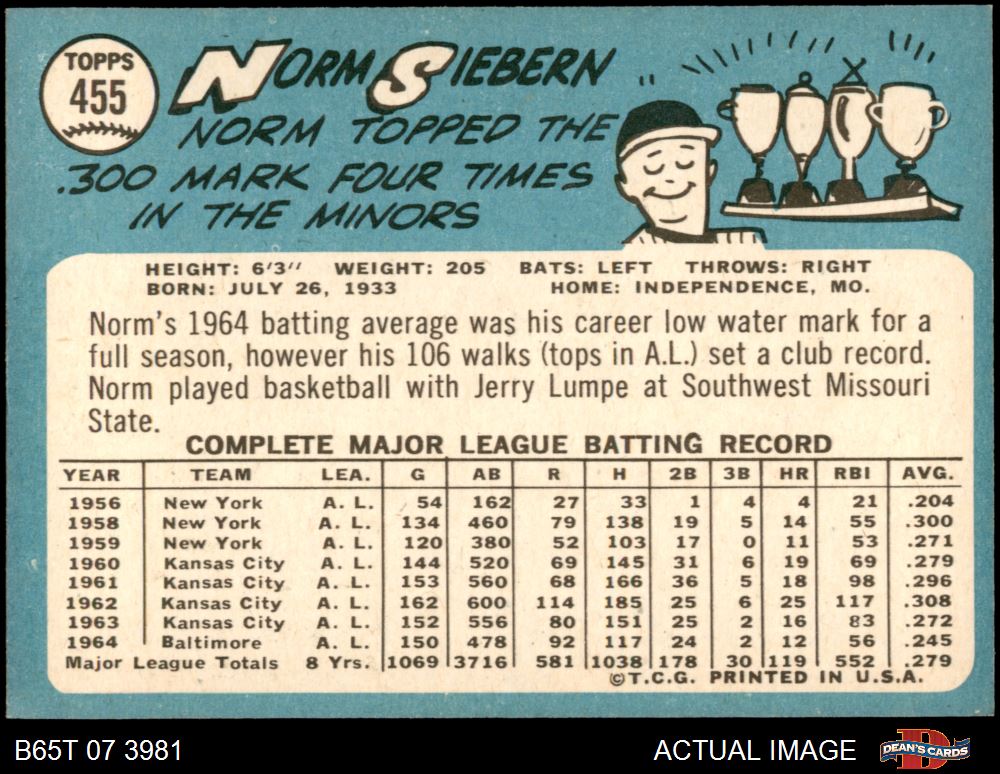 TOPPS
455
NORM SIEBERN
NORM TOPPED THE
.300 MARK FOUR TIMES
IN THE MINORS
HEIGHT: 6'3" WEIGHT: 205 BATS: LEFT THROWS: RIGHT
BORN: JULY 26, 1933 HOME: INDEPENDENCE, MO.
Norm's 1964 batting average was his career low water mark for a
full season, however his 106 walks (tops in A.L.) set a club record.
Norm played basketball with Jerry Lumpe at Southwest Missouri
State.
COMPLETE MAJOR LEAGUE BATTING RECORD
YEAR TEAM LEA. G AB R H 2B 3B HR RBI AVG.
1956 New York A. L. 54 162 27 33 1 4 4 21 .204
1958 New York A. L. 134 460 79 138 19 5 14 55 .300
1959 New York A. L. 120 380 52 103 17 0 11 53 .271
1960 Kansas City A. L. 144 520 69 145 31 6 19 69 .279
1961 Kansas City A. L. 153 560 68 166 36 5 18 98 .296
1962 Kansas City A. L. 162 600 114 185 25 6 25 117 .308
1963 Kansas City A. L. 152 556 80 151 25 2 16 83 .272
1964 Baltimore A. L. 150 478 92 117 24 2 12 56 .245
Major League Totals 8 Yrs. 1069 3716 581 1038 178 30 119 552 .279
©T.C.G. PRINTED IN U.S.A.
B65T 07 3981 ACTUAL IMAGE DEAN'S CARDS